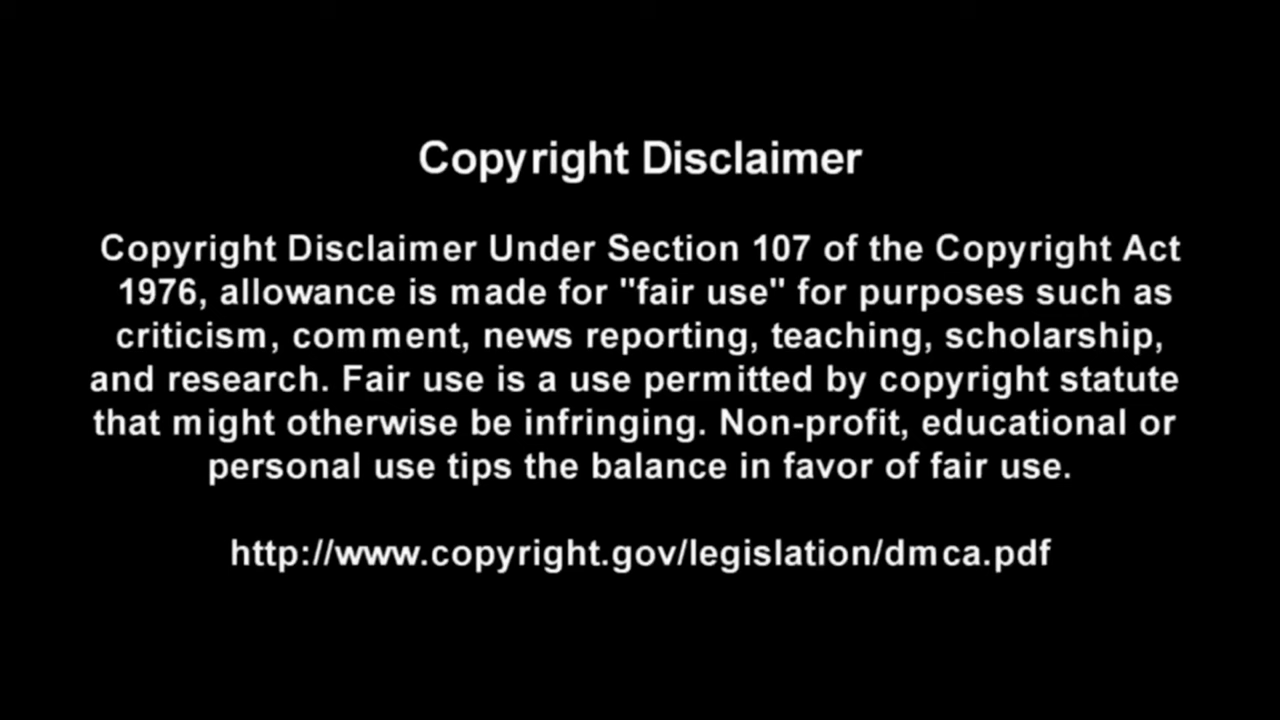 Copyright Disclaimer
Copyright Disclaimer Under Section 107 of the Copyright Act
1976, allowance is made for "fair use" for purposes such as
criticism, comment, news reporting, teaching, scholarship,
and research. Fair use is a use permitted by copyright statute
that might otherwise be infringing. Non-profit, educational or
personal use tips the balance in favor of fair use.
http://www.copyright.gov/legislation/dmca.pdf